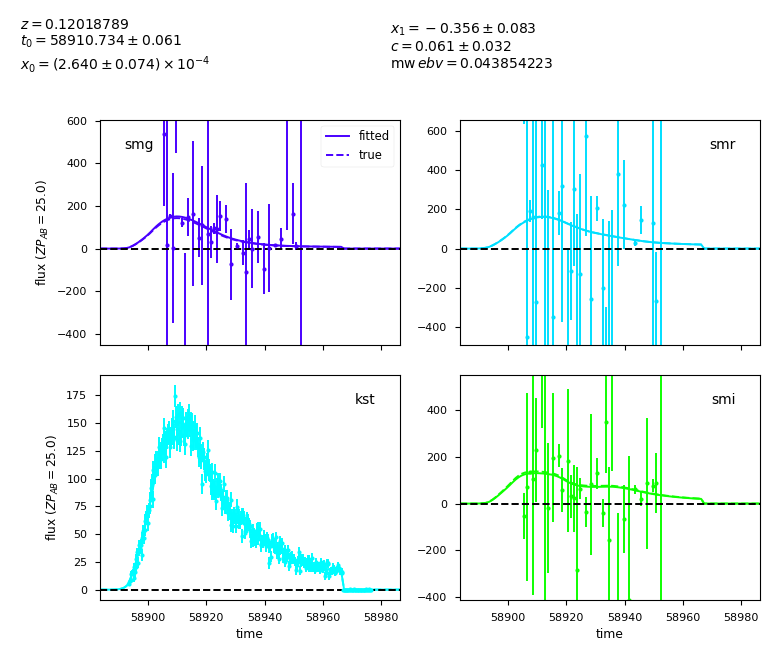 z = 0.12018789
t₀ = 58910.734 ± 0.061
x₀ = (2.640 ± 0.074) × 10⁻⁴
x₁ = −0.356 ± 0.083
c = 0.061 ± 0.032
mw ebv = 0.043854223
smg
fitted
true
600
400
200
0
−200
−400
flux (ZP_AB = 25.0)
smr
600
400
200
0
−200
−400
kst
175
150
125
100
75
50
25
0
flux (ZP_AB = 25.0)
58900 58920 58940 58960 58980
time
smi
400
200
0
−200
−400
58900 58920 58940 58960 58980
time